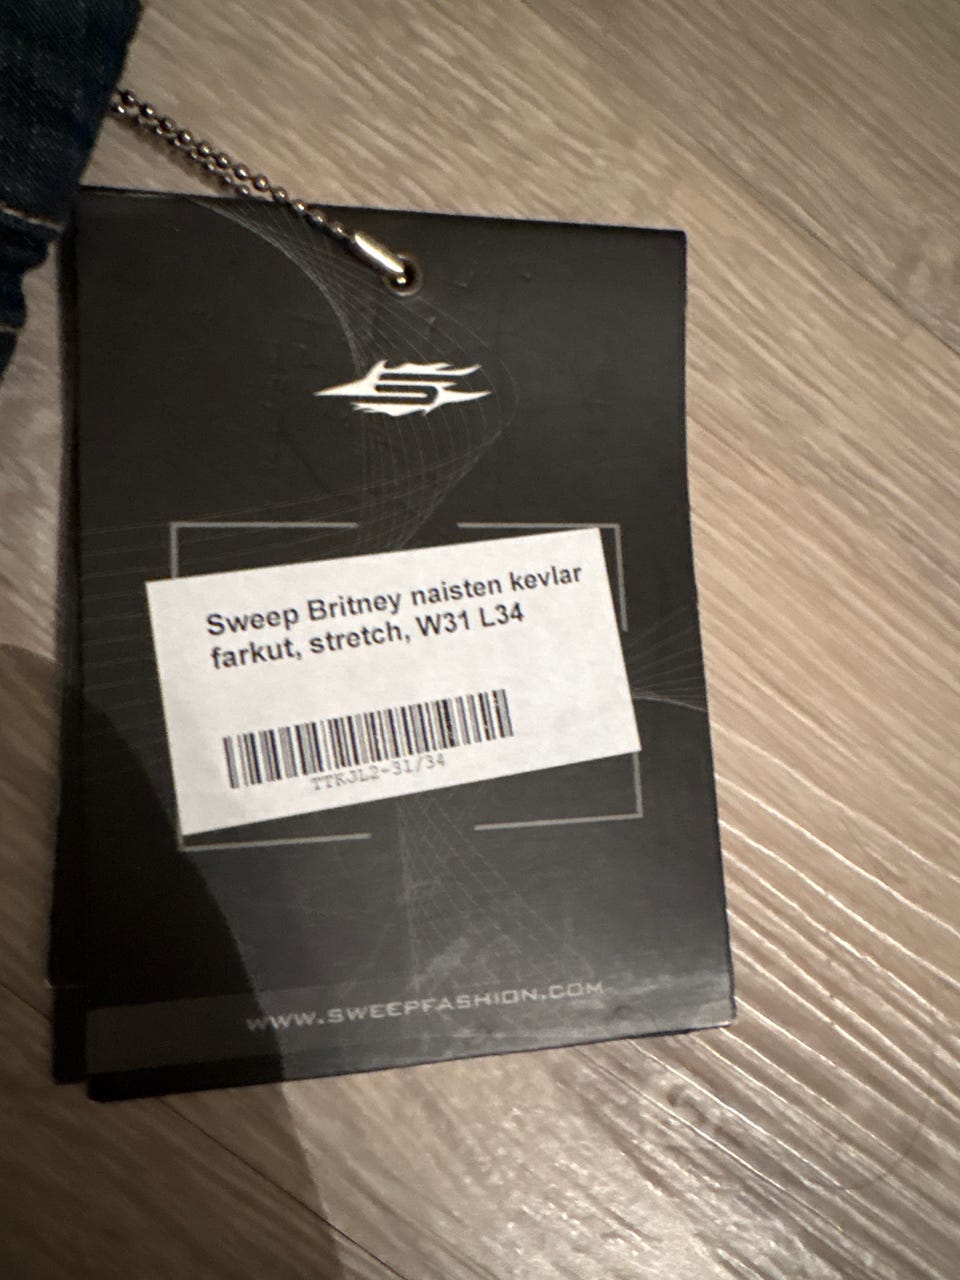 Sweep Britney naisten kevlar
farkut, stretch, W31 L34
TTKJL2-31/34
WWW.SWEEPFASHION.COM